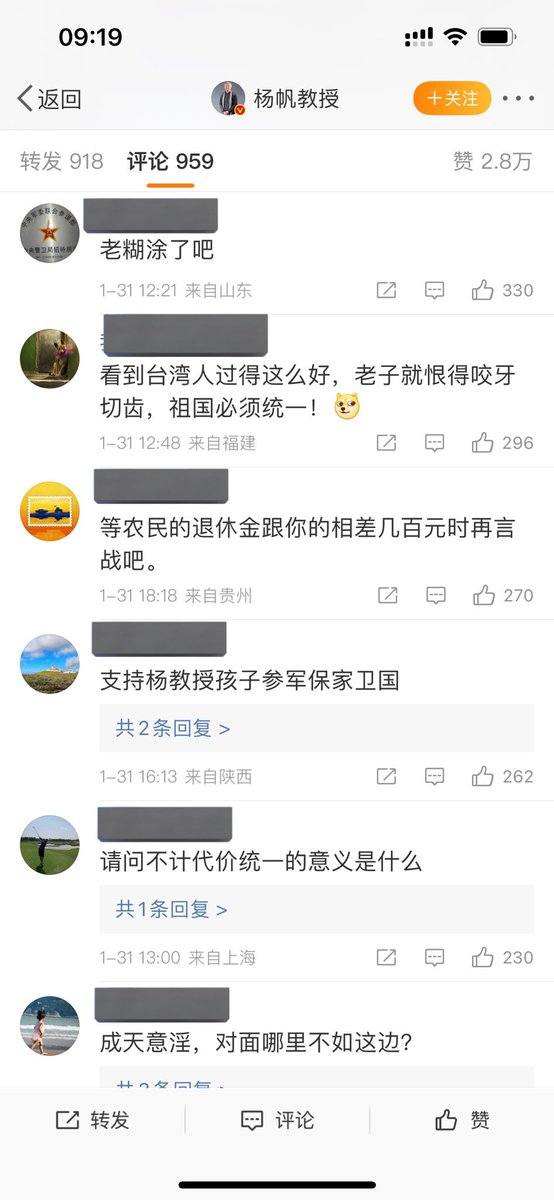 09:19
返回
杨帆教授
+关注
转发 918
评论 959
赞 2.8万
老糊涂了吧
1-31 12:21 来自山东
330
看到台湾人过得这么好，老子就恨得咬牙
切齿，祖国必须统一！
1-31 12:48 来自福建
296
等农民的退休金跟你的相差几百元时再言
战吧。
1-31 18:18 来自贵州
270
支持杨教授孩子参军保家卫国
共2条回复 >
1-31 16:13 来自陕西
262
请问不计代价统一的意义是什么
共1条回复 >
1-31 13:00 来自上海
230
成天意淫，对面哪里不如这边？
转发
评论
赞